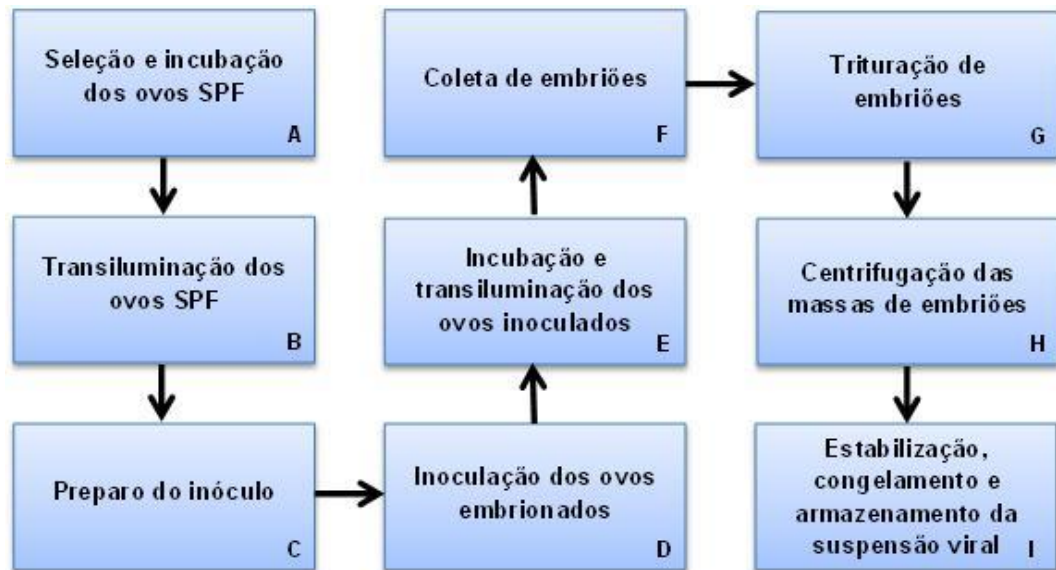 Seleção e incubação
dos ovos SPF
A
Transiluminação dos
ovos SPF
B
Preparo do inóculo
C
Inoculação dos ovos
embrionados
D
Incubação e
transiluminação dos
ovos inoculados
E
Coleta de embriões
F
Trituração de
embriões
G
Centrifugação das
massas de embriões
H
Estabilização,
congelamento e
armazenamento da
suspensão viral
I